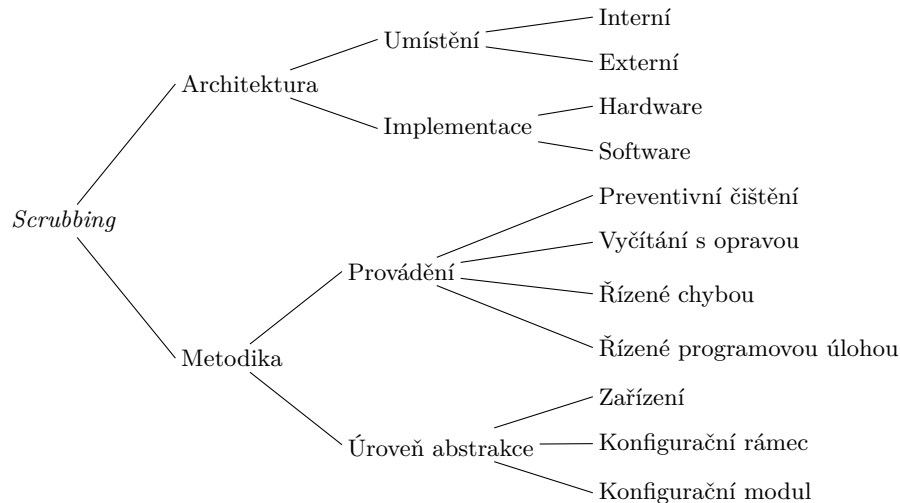 Scrubbing
Architektura
Umístění
Interní
Externí
Implementace
Hardware
Software
Metodika
Provádění
Preventivní čištění
Vyčítání s opravou
Řízené chybou
Řízené programovou úlohou
Úroveň abstrakce
Zařízení
Konfigurační rámec
Konfigurační modul